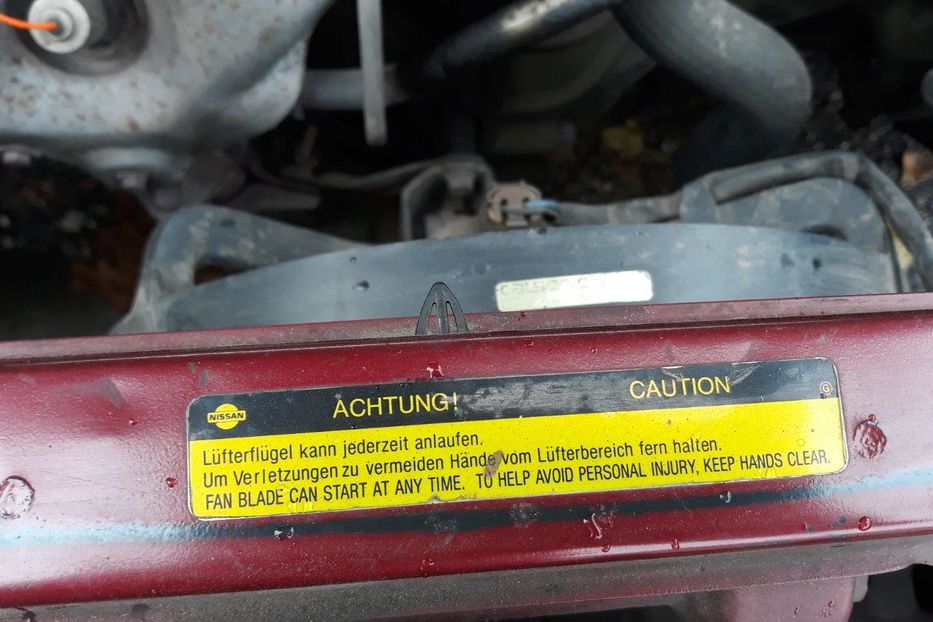 NISSAN ACHTUNG! CAUTION G
Lüfterflügel kann jederzeit anlaufen.
Um Verletzungen zu vermeiden Hände vom Lüfterbereich fern halten.
FAN BLADE CAN START AT ANY TIME. TO HELP AVOID PERSONAL INJURY, KEEP HANDS CLEAR.